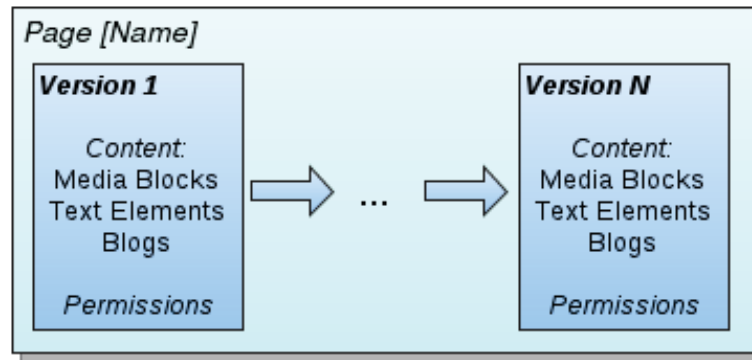 Page [Name]
Version 1
Content:
Media Blocks
Text Elements
Blogs
Permissions
...
Version N
Content:
Media Blocks
Text Elements
Blogs
Permissions